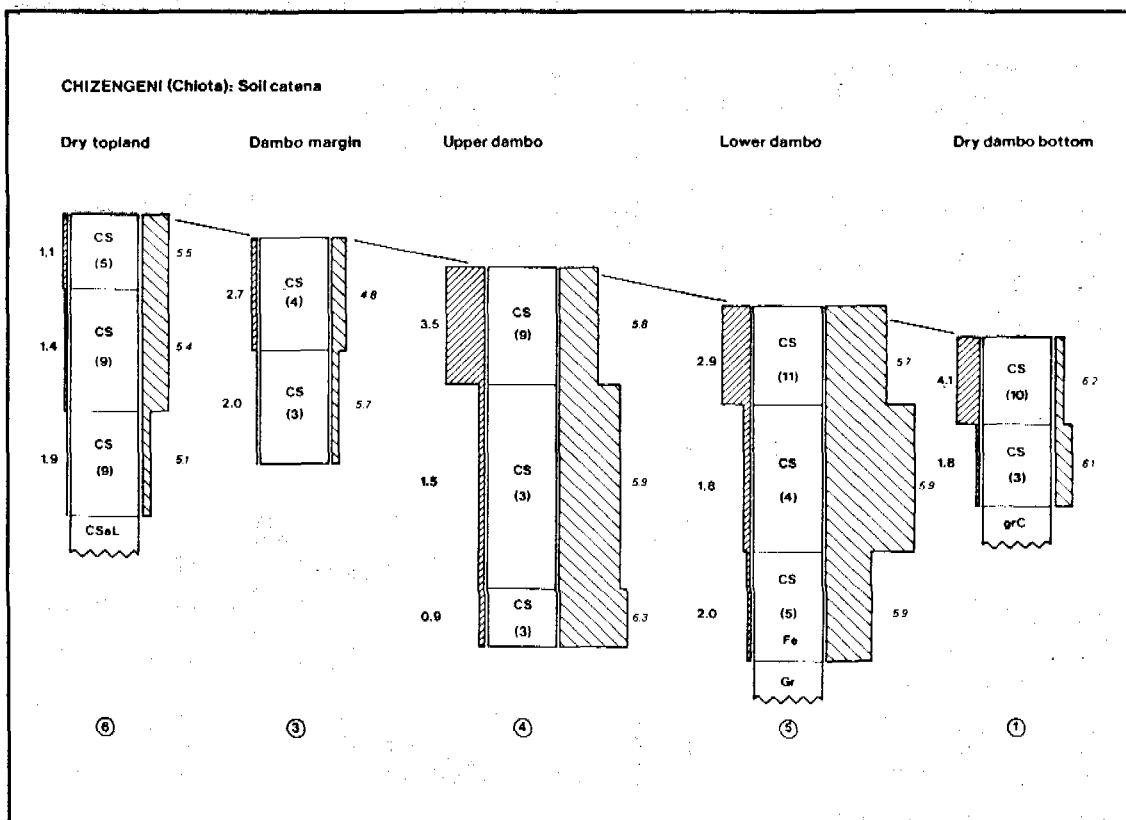 CHIZENGENI (Chiota): Soil catena
Dry topland
Dambo margin
Upper dambo
Lower dambo
Dry dambo bottom
1.1
CS
(5)
5.5
1.4
CS
(9)
5.4
1.9
CS
(9)
5.1
CSaL
2.7
CS
(4)
4.8
2.0
CS
(3)
5.7
3.5
CS
(9)
5.8
1.5
CS
(3)
5.9
0.9
CS
(3)
6.3
2.9
CS
(11)
5.7
1.8
CS
(4)
5.9
2.0
CS
(5)
Fe
5.9
Gr
4.1
CS
(10)
6.2
1.8
CS
(3)
6.1
grC
6
3
4
5
1